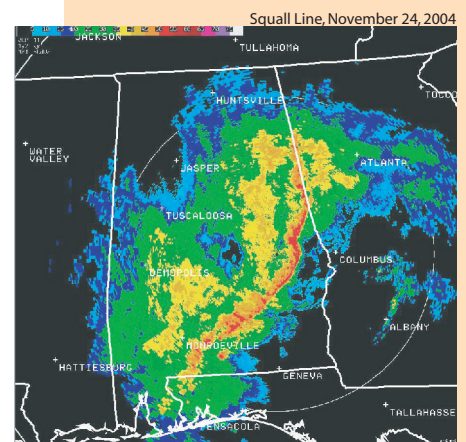 Squall Line, November 24, 2004
JACKSON
TULLAHOMA
HUNTSVILLE
TOCCO
WATER
VALLEY
JASPER
ATLANTA
TUSCALOOSA
COLUMBUS
DEMOPOLIS
ALBANY
MONROEVILLE
HATTIESBURG
GENEVA
TALLAHASSE
PENSACOLA